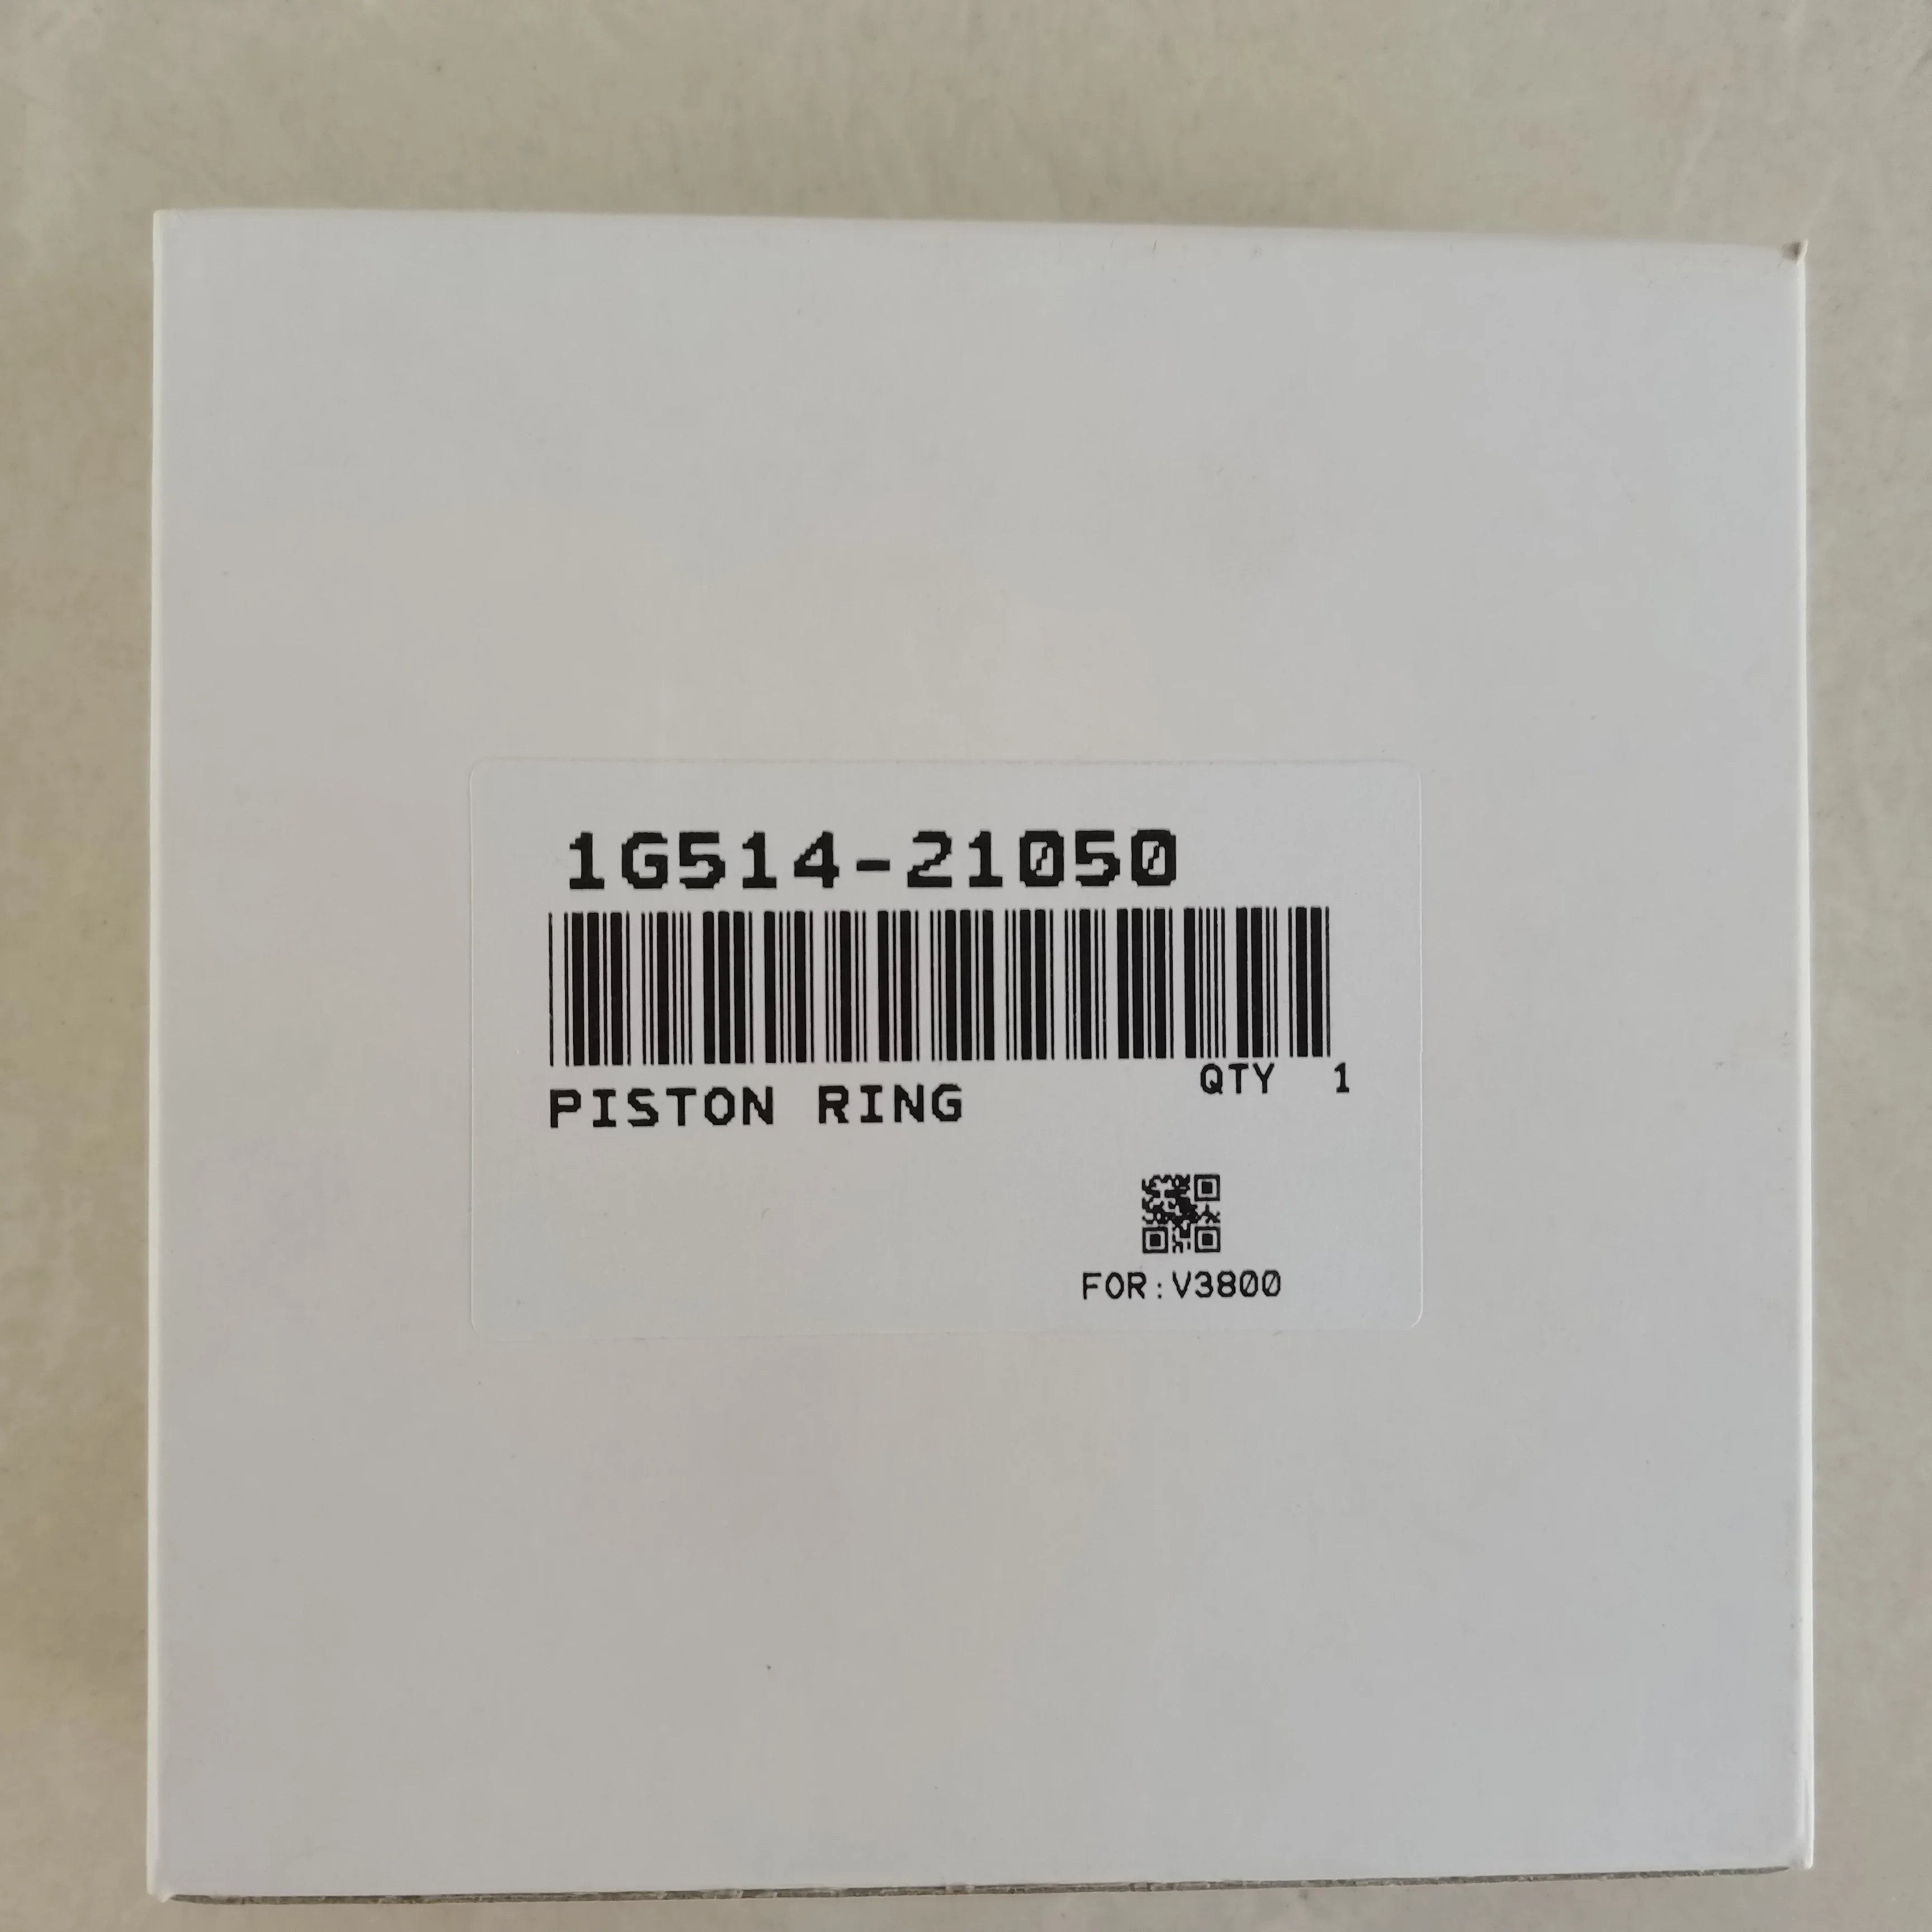 1G514-21050
PISTON RING
QTY 1
FOR:V3800